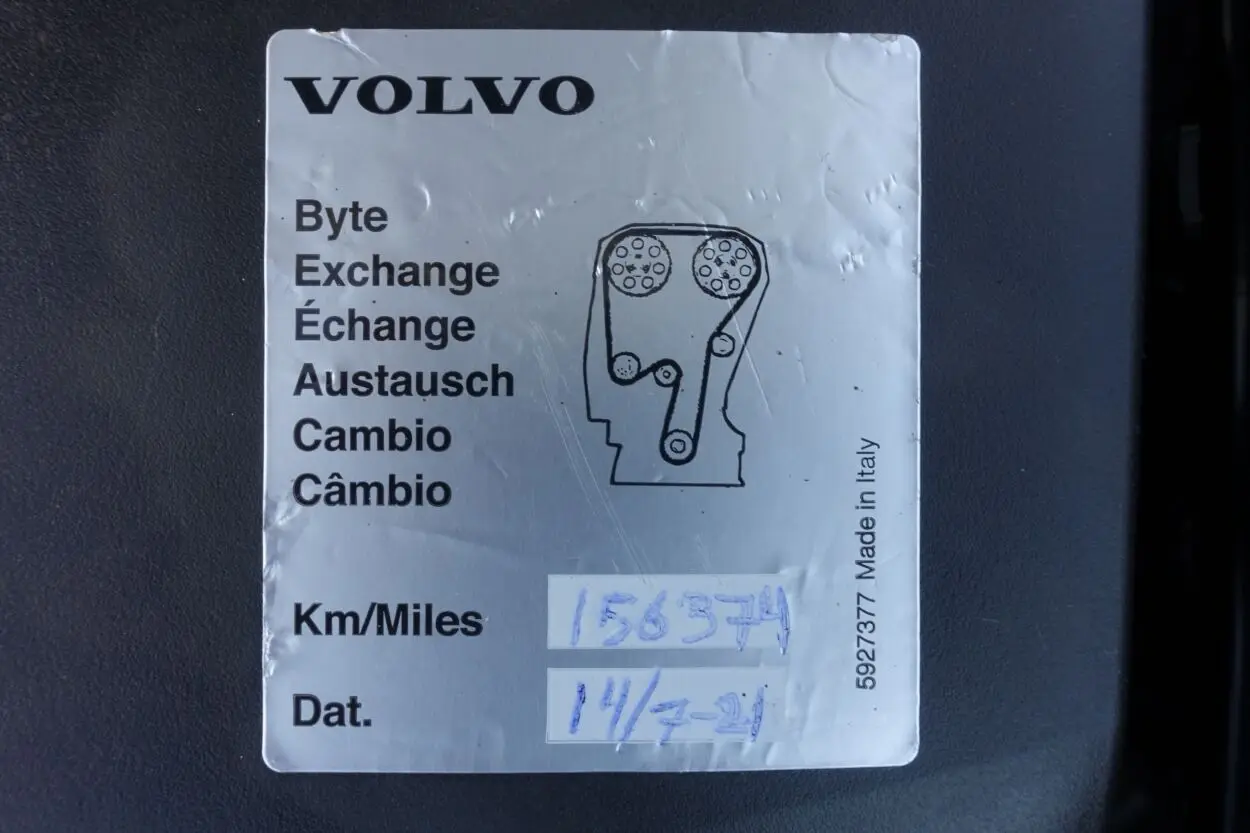 VOLVO
Byte
Exchange
Échange
Austausch
Cambio
Câmbio
Km/Miles 156374
Dat. 14/7-21
5927377 Made in Italy